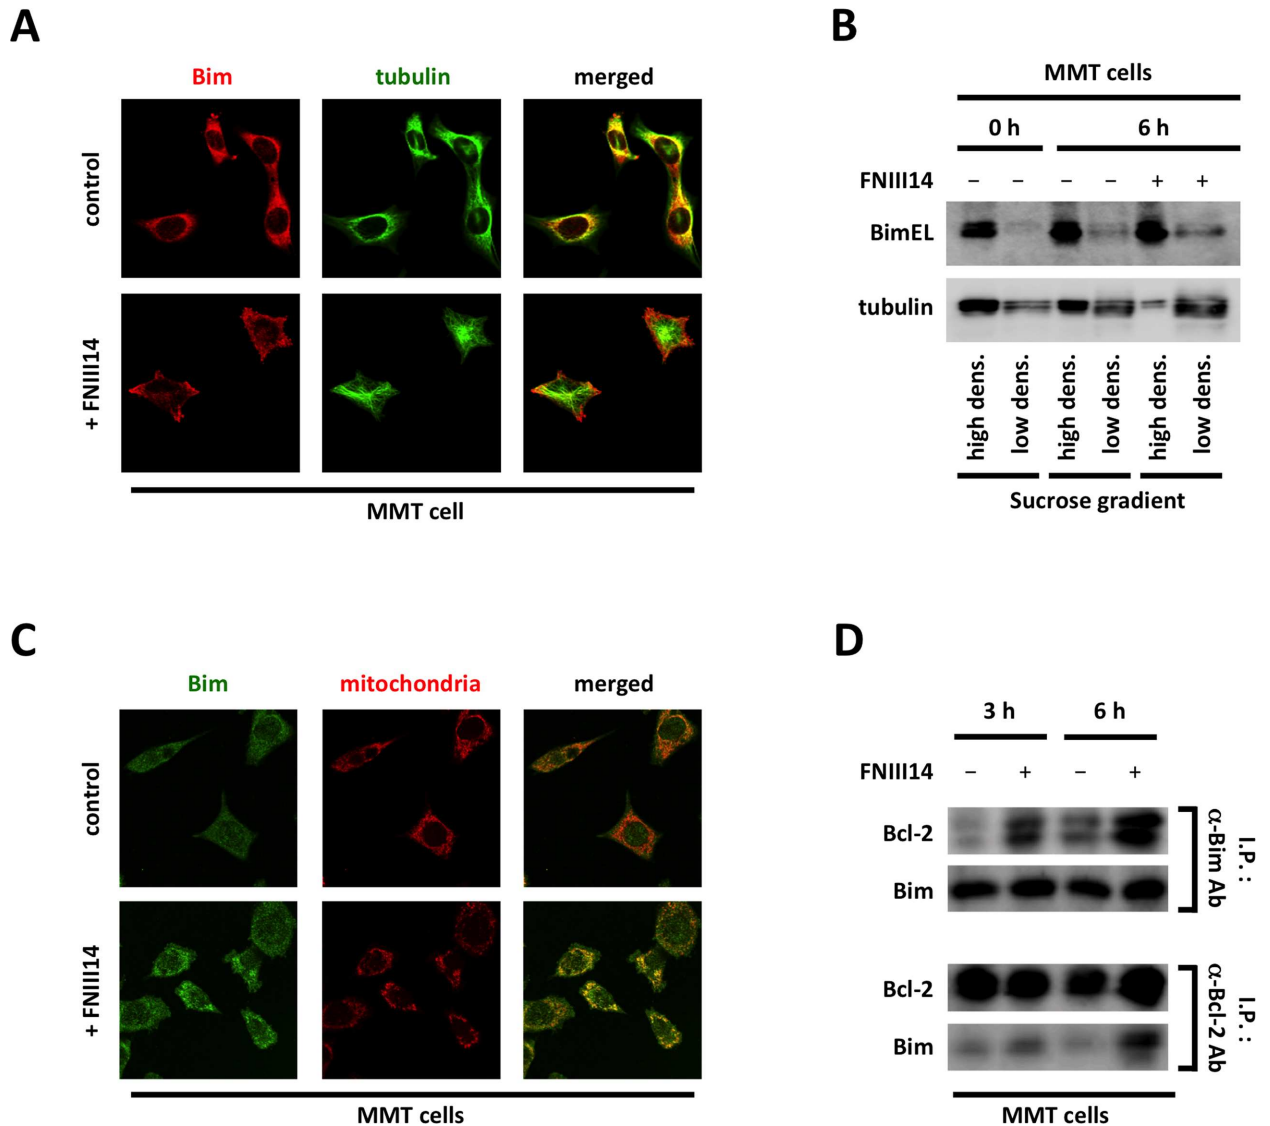 A
Bim tubulin merged
control
+ FNIII14
MMT cell
B
MMT cells
0 h 6 h
FNIII14 – – – – + +
BimEL
tubulin
high dens. low dens. high dens. low dens. high dens. low dens.
Sucrose gradient
C
Bim mitochondria merged
control
+ FNIII14
MMT cells
D
3 h 6 h
FNIII14 – + – +
Bcl-2
Bim
I.P. :
α-Bim Ab
Bcl-2
Bim
I.P. :
α-Bcl-2 Ab
MMT cells